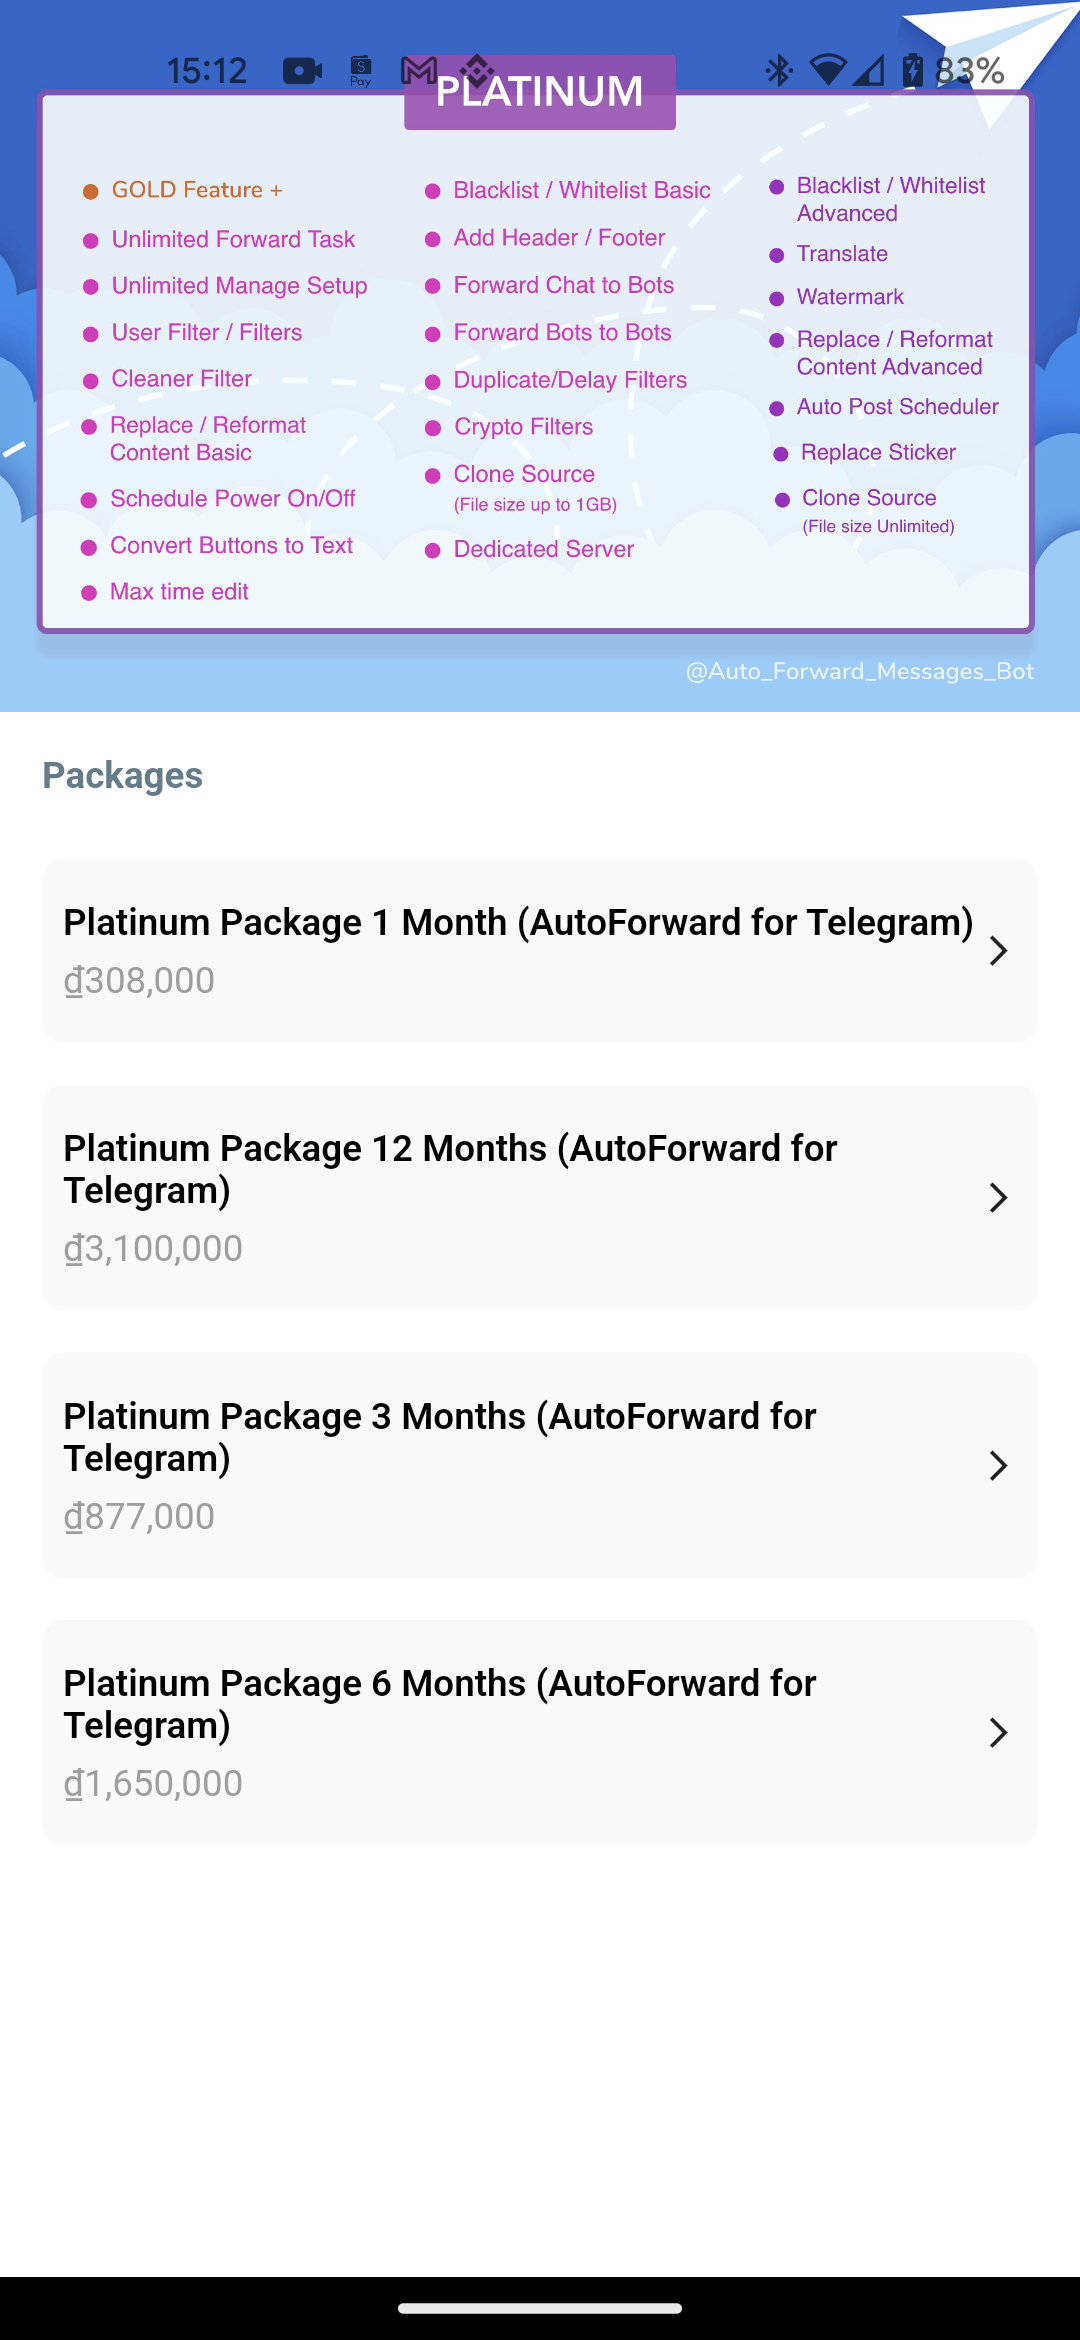 15:12
Pay
83%
PLATINUM
GOLD Feature +
Unlimited Forward Task
Unlimited Manage Setup
User Filter / Filters
Cleaner Filter
Replace / Reformat
Content Basic
Schedule Power On/Off
Convert Buttons to Text
Max time edit
Blacklist / Whitelist Basic
Add Header / Footer
Forward Chat to Bots
Forward Bots to Bots
Duplicate/Delay Filters
Crypto Filters
Clone Source
(File size up to 1GB)
Dedicated Server
Blacklist / Whitelist
Advanced
Translate
Watermark
Replace / Reformat
Content Advanced
Auto Post Scheduler
Replace Sticker
Clone Source
(File size Unlimited)
@Auto_Forward_Messages_Bot
Packages
Platinum Package 1 Month (AutoForward for Telegram)
₫308,000
Platinum Package 12 Months (AutoForward for
Telegram)
₫3,100,000
Platinum Package 3 Months (AutoForward for
Telegram)
₫877,000
Platinum Package 6 Months (AutoForward for
Telegram)
₫1,650,000